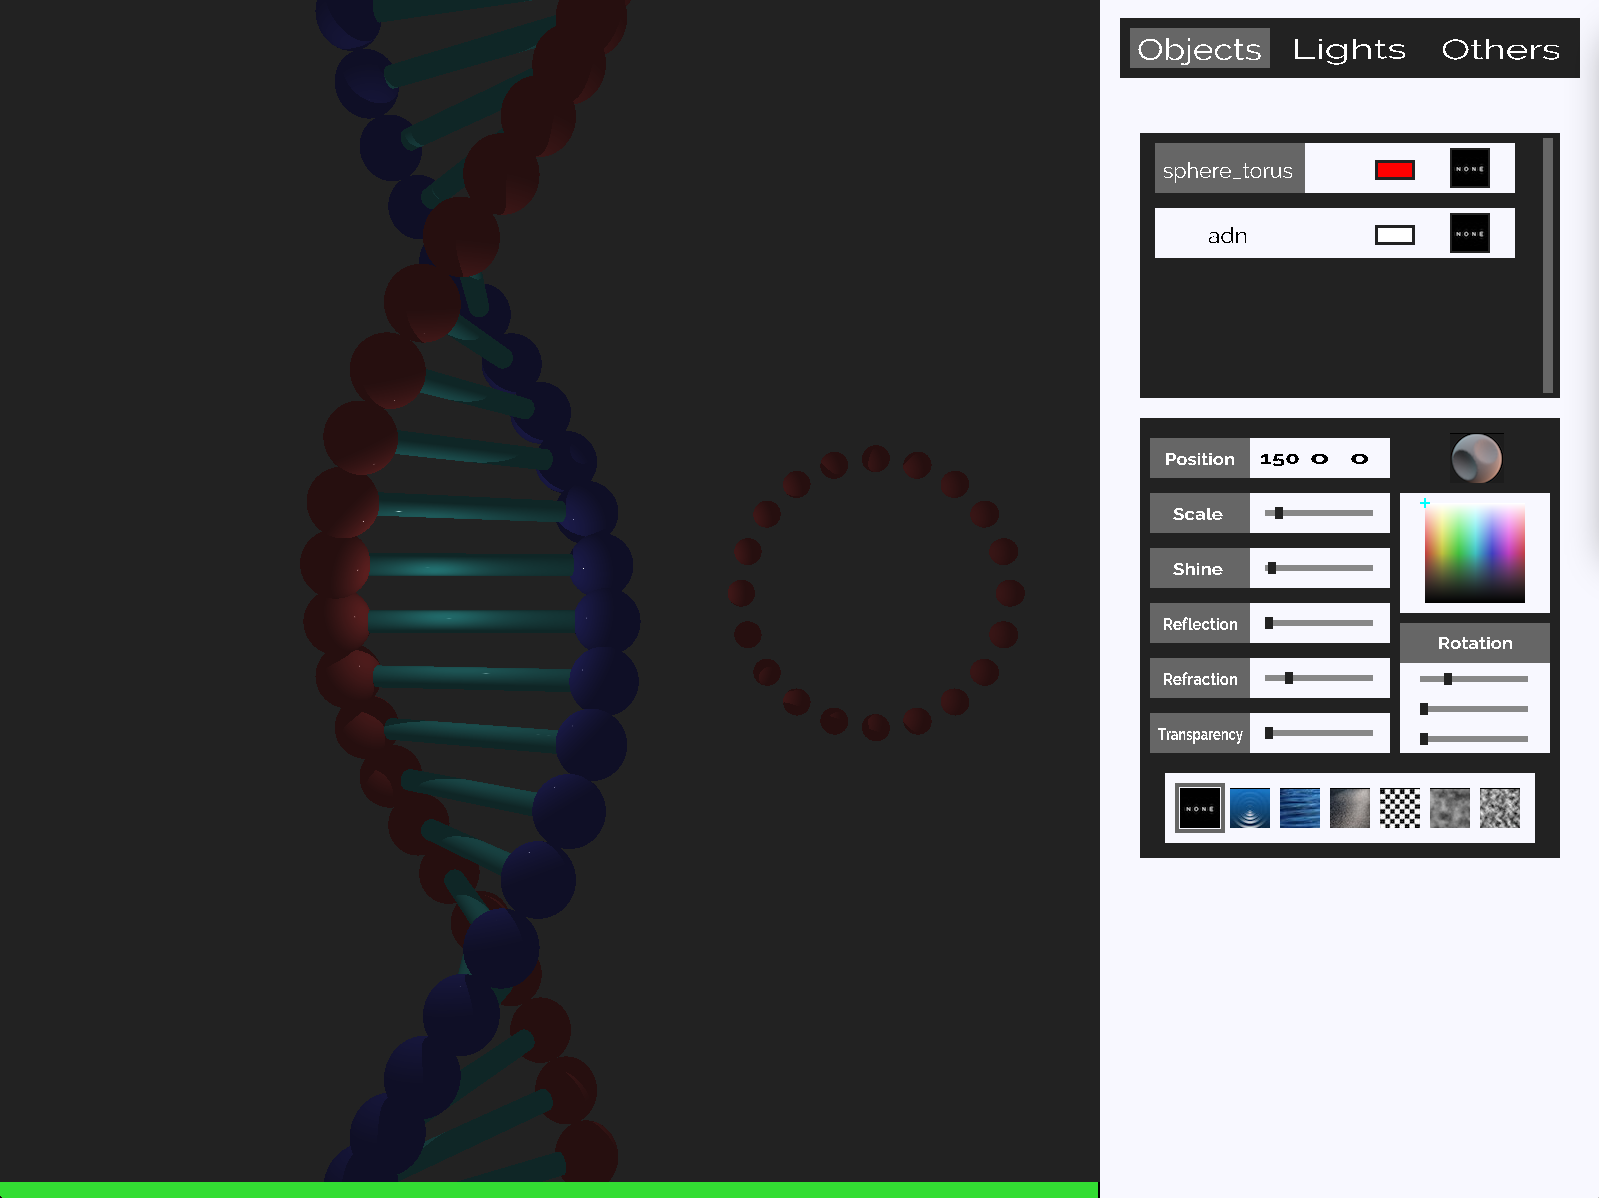 Objects Lights Others
sphere_torus NONE
adn NONE
Position 150 0 0
Scale
Shine
Reflection
Rotation
Refraction
Transparency
NONE